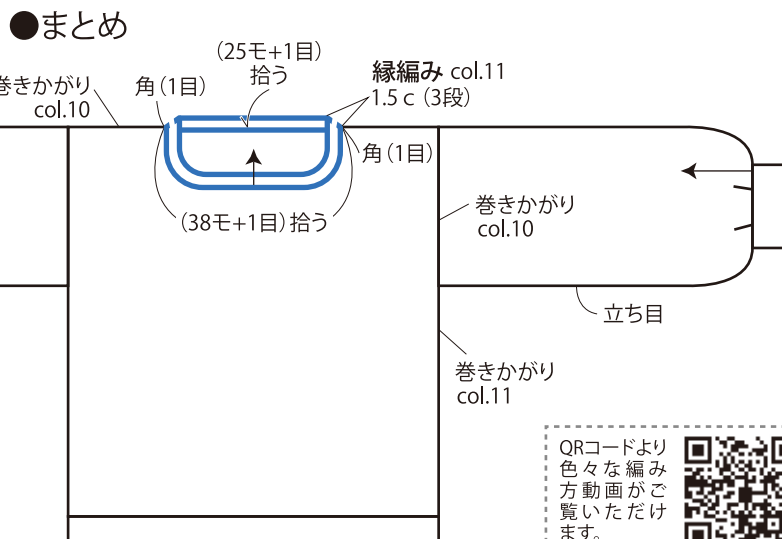 ●まとめ
(25モ+1目)
拾う
巻きかがり
col.10
角(1目)
縁編み col.11
1.5 c (3段)
角(1目)
(38モ+1目)拾う
巻きかがり
col.10
立ち目
巻きかがり
col.11
QRコードより
色々な編み
方動画がご
覧いただけ
ます。